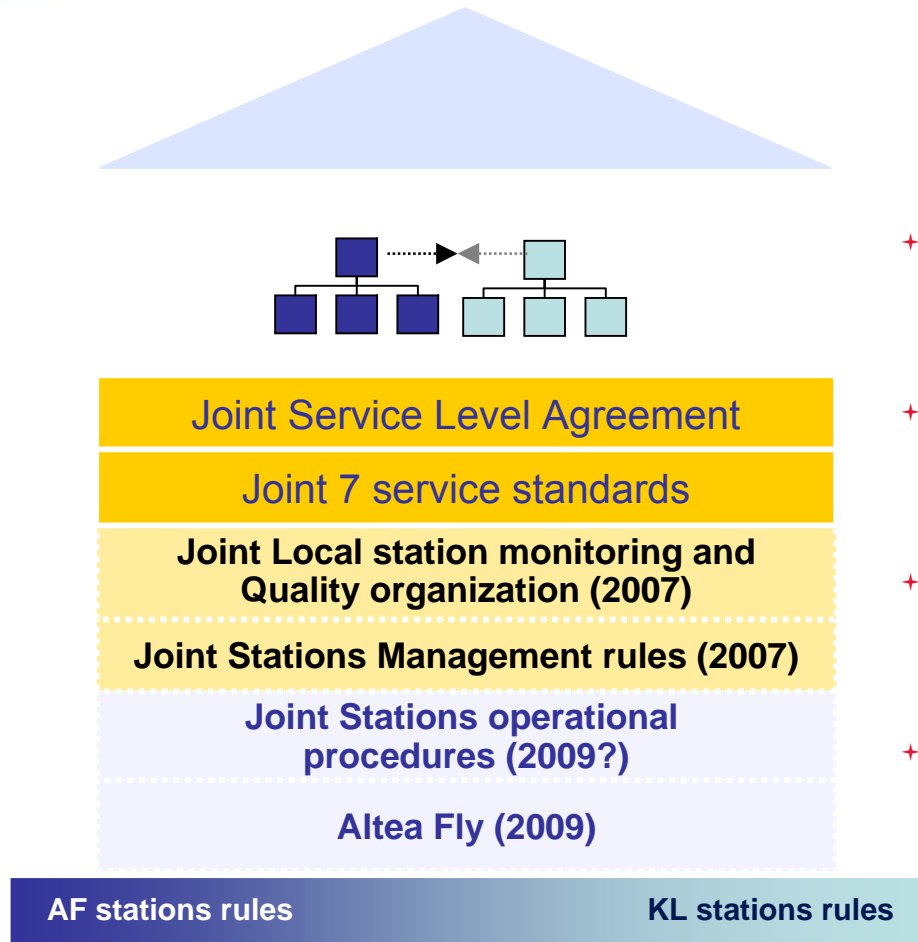 Joint Service Level Agreement
Joint 7 service standards
Joint Local station monitoring and
Quality organization (2007)
Joint Stations Management rules (2007)
Joint Stations operational
procedures (2009?)
Altea Fly (2009)
AF stations rules
KL stations rules